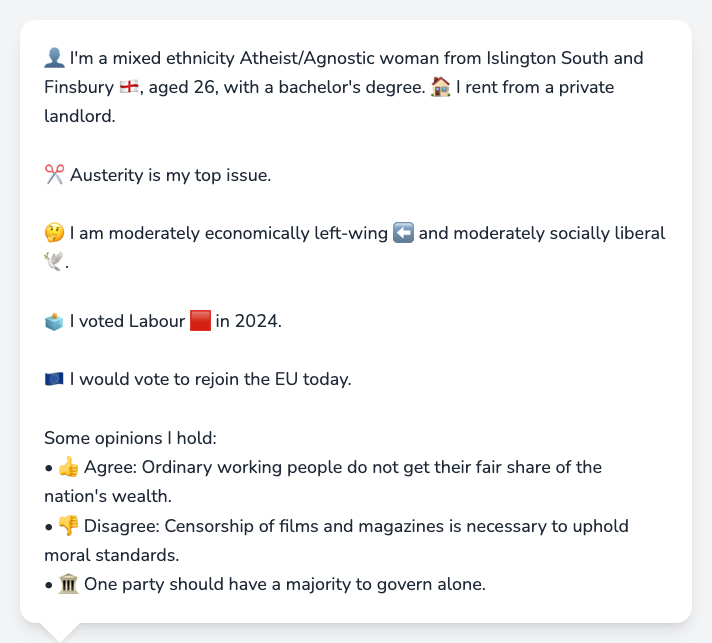 👤 I'm a mixed ethnicity Atheist/Agnostic woman from Islington South and
Finsbury 🏴󠁧󠁢󠁥󠁮󠁧󠁿, aged 26, with a bachelor's degree. 🏠 I rent from a private
landlord.
✂️ Austerity is my top issue.
🤔 I am moderately economically left-wing ⬅️ and moderately socially liberal
🕊️.
🗳️ I voted Labour 🟥 in 2024.
🇪🇺 I would vote to rejoin the EU today.
Some opinions I hold:
• 👍 Agree: Ordinary working people do not get their fair share of the
nation's wealth.
• 👎 Disagree: Censorship of films and magazines is necessary to uphold
moral standards.
• 🏛️ One party should have a majority to govern alone.